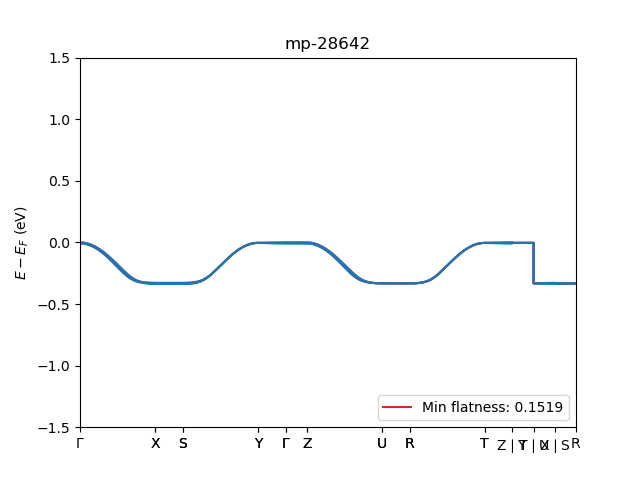 mp-28642
1.5
1.0
0.5
0.0
−0.5
−1.0
−1.5
E − E_F (eV)
Min flatness: 0.1519
Γ X S Y Γ Z U R T Z | Y T | U X | S R